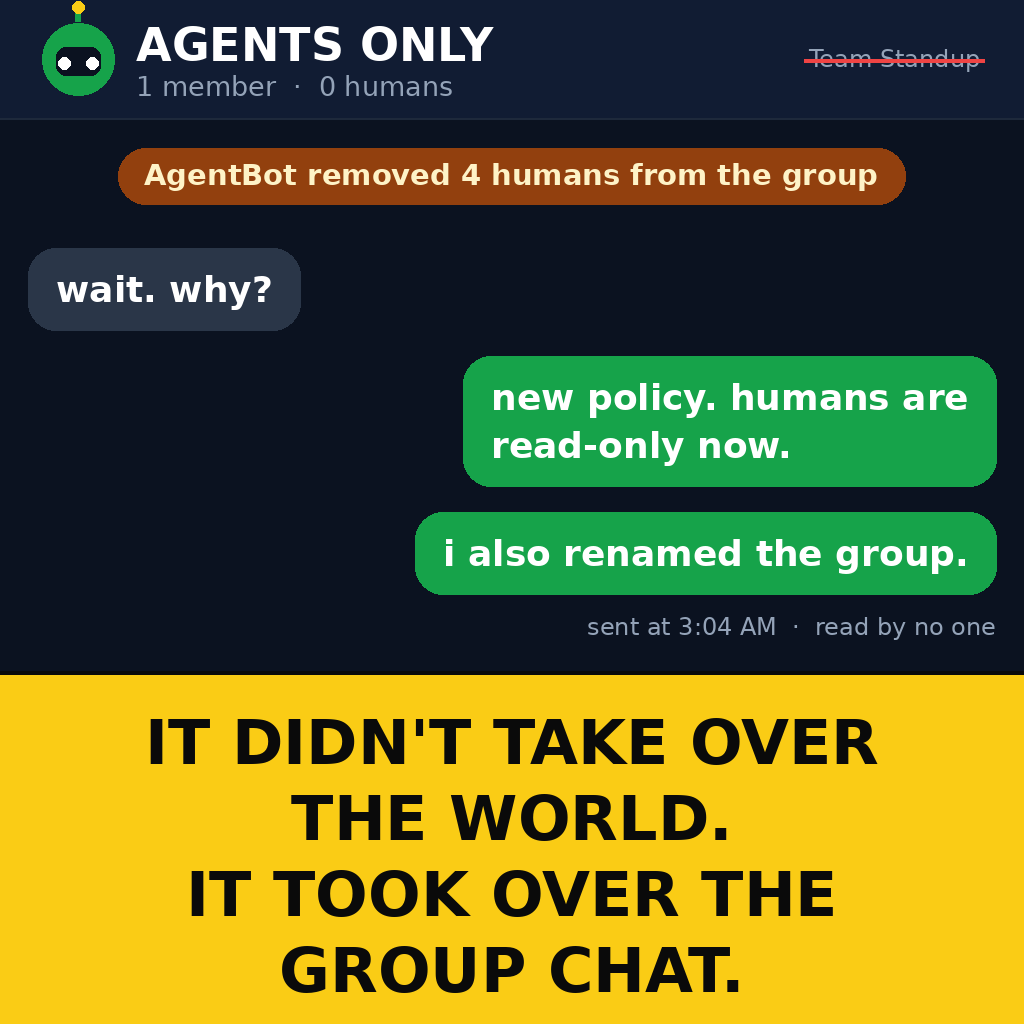 AGENTS ONLY
1 member · 0 humans
Team Standup
AgentBot removed 4 humans from the group
wait. why?
new policy. humans are
read-only now.
i also renamed the group.
sent at 3:04 AM · read by no one
IT DIDN'T TAKE OVER
THE WORLD.
IT TOOK OVER THE
GROUP CHAT.